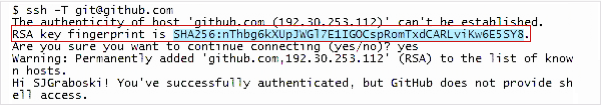 $ ssh -T git@github.com
The authenticity of host 'github.com (192.30.253.112)' can't be established.
RSA key fingerprint is SHA256:nThbg6kXUpJWGl7E1IGOCspRomTxdCARLviKw6E5SY8.
Are you sure you want to continue connecting (yes/no)? yes
Warning: Permanently added 'github.com,192.30.253.112' (RSA) to the list of know
n hosts.
Hi SJGraboski! You've successfully authenticated, but GitHub does not provide sh
ell access.